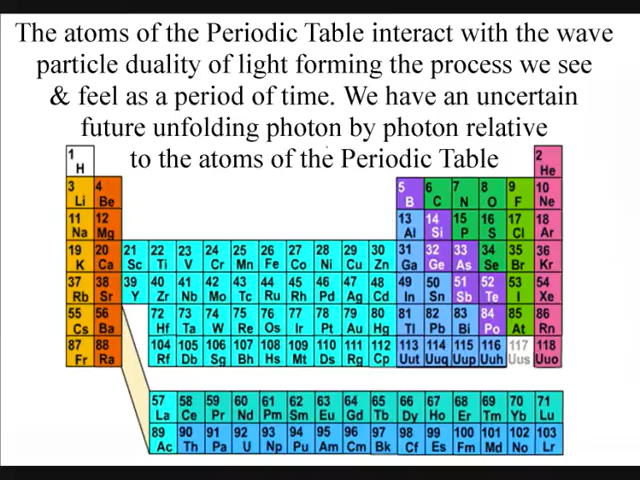 The atoms of the Periodic Table interact with the wave
particle duality of light forming the process we see
& feel as a period of time. We have an uncertain
future unfolding photon by photon relative
to the atoms of the Periodic Table
1 2
H He
3 4 5 6 7 8 9 10
Li Be B C N O F Ne
11 12 13 14 15 16 17 18
Na Mg Al Si P S Cl Ar
19 20 21 22 23 24 25 26 27 28 29 30 31 32 33 34 35 36
K Ca Sc Ti V Cr Mn Fe Co Ni Cu Zn Ga Ge As Se Br Kr
37 38 39 40 41 42 43 44 45 46 47 48 49 50 51 52 53 54
Rb Sr Y Zr Nb Mo Tc Ru Rh Pd Ag Cd In Sn Sb Te I Xe
55 56 72 73 74 75 76 77 78 79 80 81 82 83 84 85 86
Cs Ba Hf Ta W Re Os Ir Pt Au Hg Tl Pb Bi Po At Rn
87 88 104 105 106 107 108 109 110 111 112 113 114 115 116 117 118
Fr Ra Rf Db Sg Bh Hs Mt Ds Rg Cp Uut Uuq Uup Uuh Uus Uuo
57 58 59 60 61 62 63 64 65 66 67 68 69 70 71
La Ce Pr Nd Pm Sm Eu Gd Tb Dy Ho Er Tm Yb Lu
89 90 91 92 93 94 95 96 97 98 99 100 101 102 103
Ac Th Pa U Np Pu Am Cm Bk Cf Es Fm Md No Lr